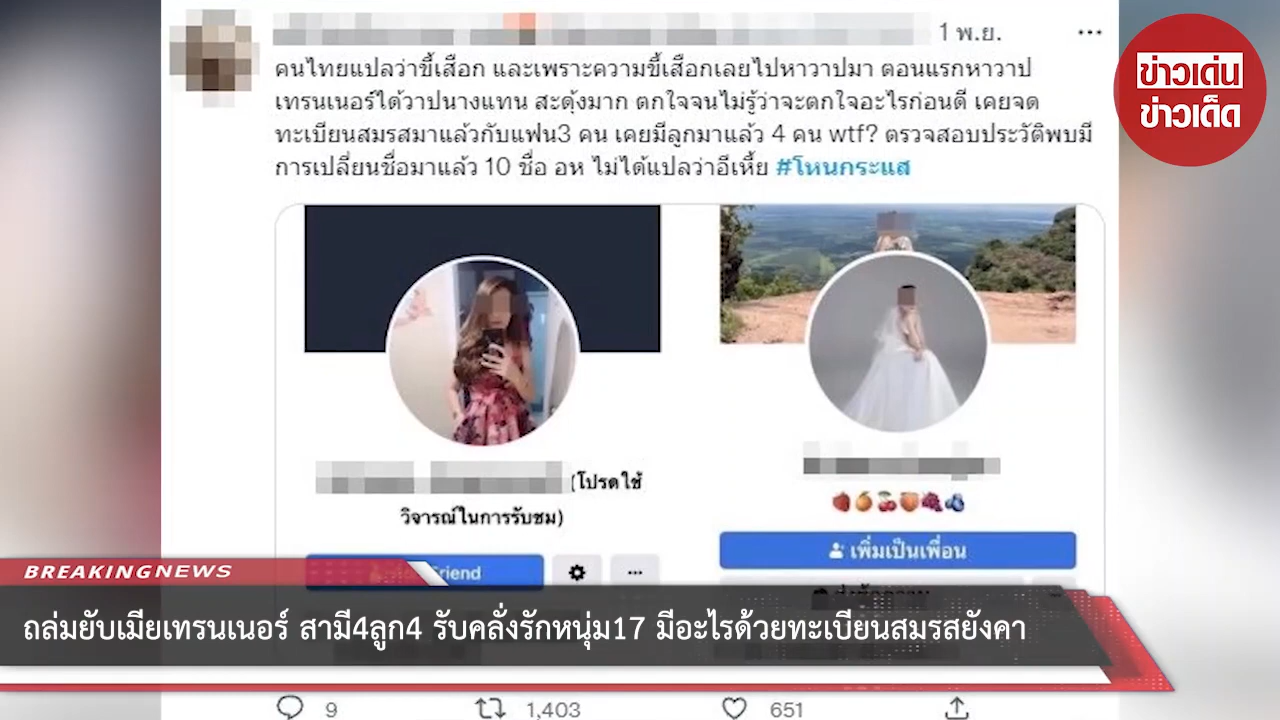 1 พ.ย.
ข่าวเด่น
ข่าวเด็ด
คนไทยแปลว่าขี้เสือก และเพราะความขี้เสือกเลยไปหาวาปมา ตอนแรกหาวาป
เทรนเนอร์ได้วาปนางแทน สะดุ้งมาก ตกใจจนไม่รู้ว่าจะตกใจอะไรก่อนดี เคยจด
ทะเบียนสมรสมาแล้วกับแฟน3 คน เคยมีลูกมาแล้ว 4 คน wtf? ตรวจสอบประวัติพบมี
การเปลี่ยนชื่อมาแล้ว 10 ชื่อ อห ไม่ได้แปลว่าอีเหี้ย #โหนกระแส
(โปรดใช้
วิจารณ์ในการรับชม)
เพิ่มเป็นเพื่อน
Friend
BREAKINGNEWS
ถล่มยับเมียเทรนเนอร์ สามี4ลูก4 รับคลั่งรักหนุ่ม17 มีอะไรด้วยทะเบียนสมรสยังคา
9 1,403 651